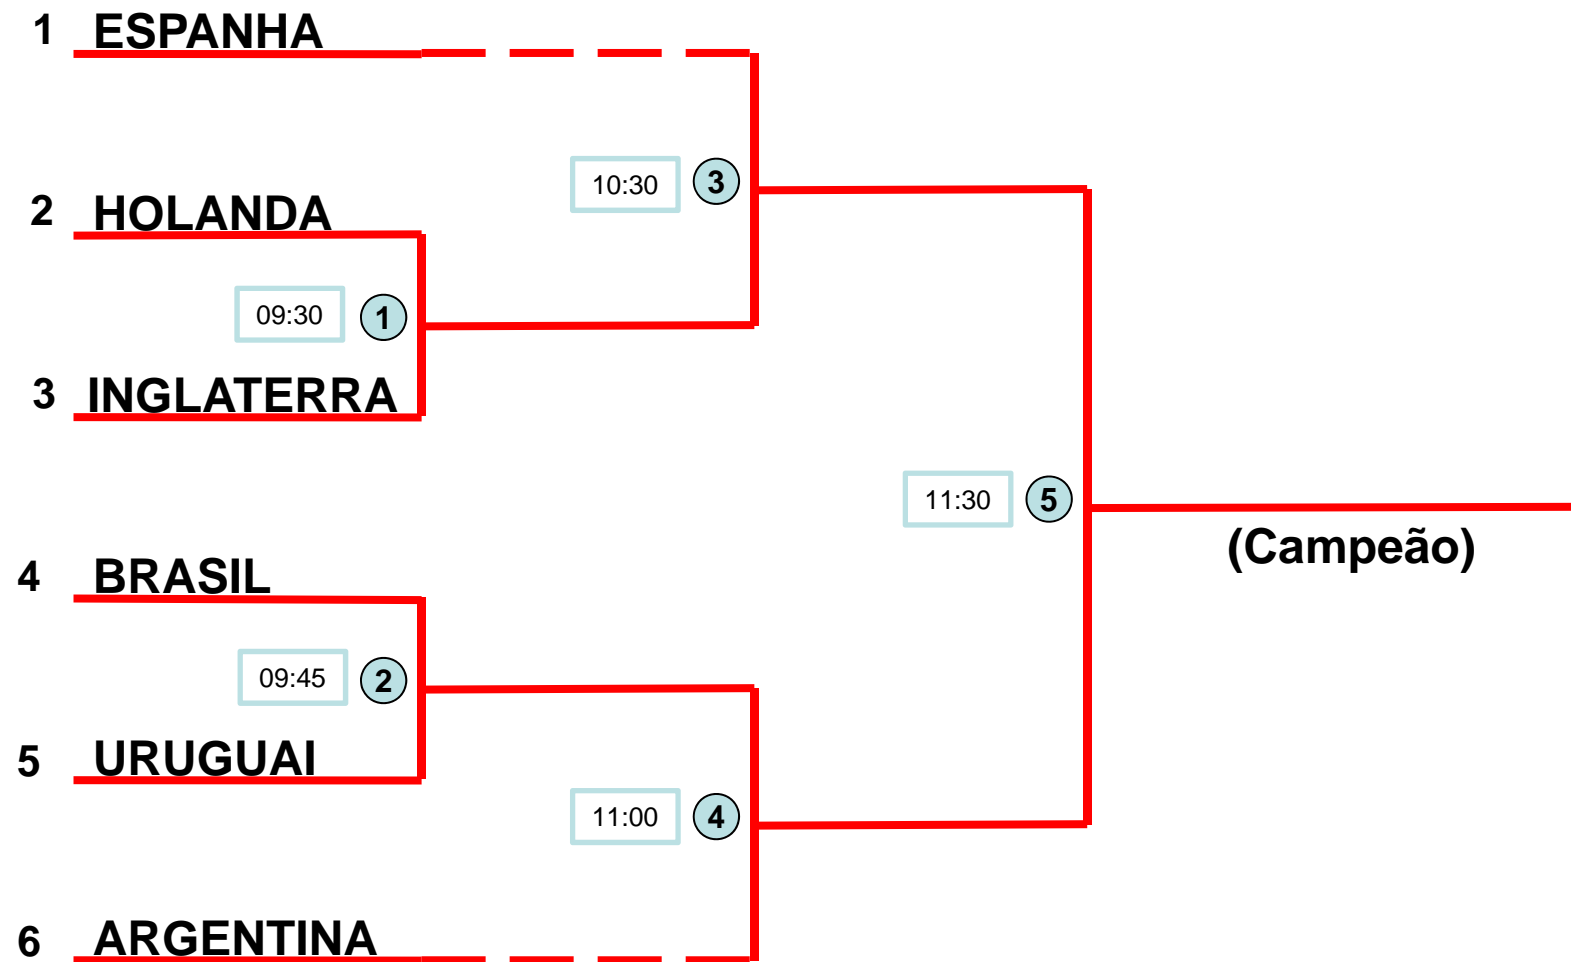 1 ESPANHA
10:30 3
2 HOLANDA
09:30 1
3 INGLATERRA
11:30 5
(Campeão)
4 BRASIL
09:45 2
5 URUGUAI
11:00 4
6 ARGENTINA